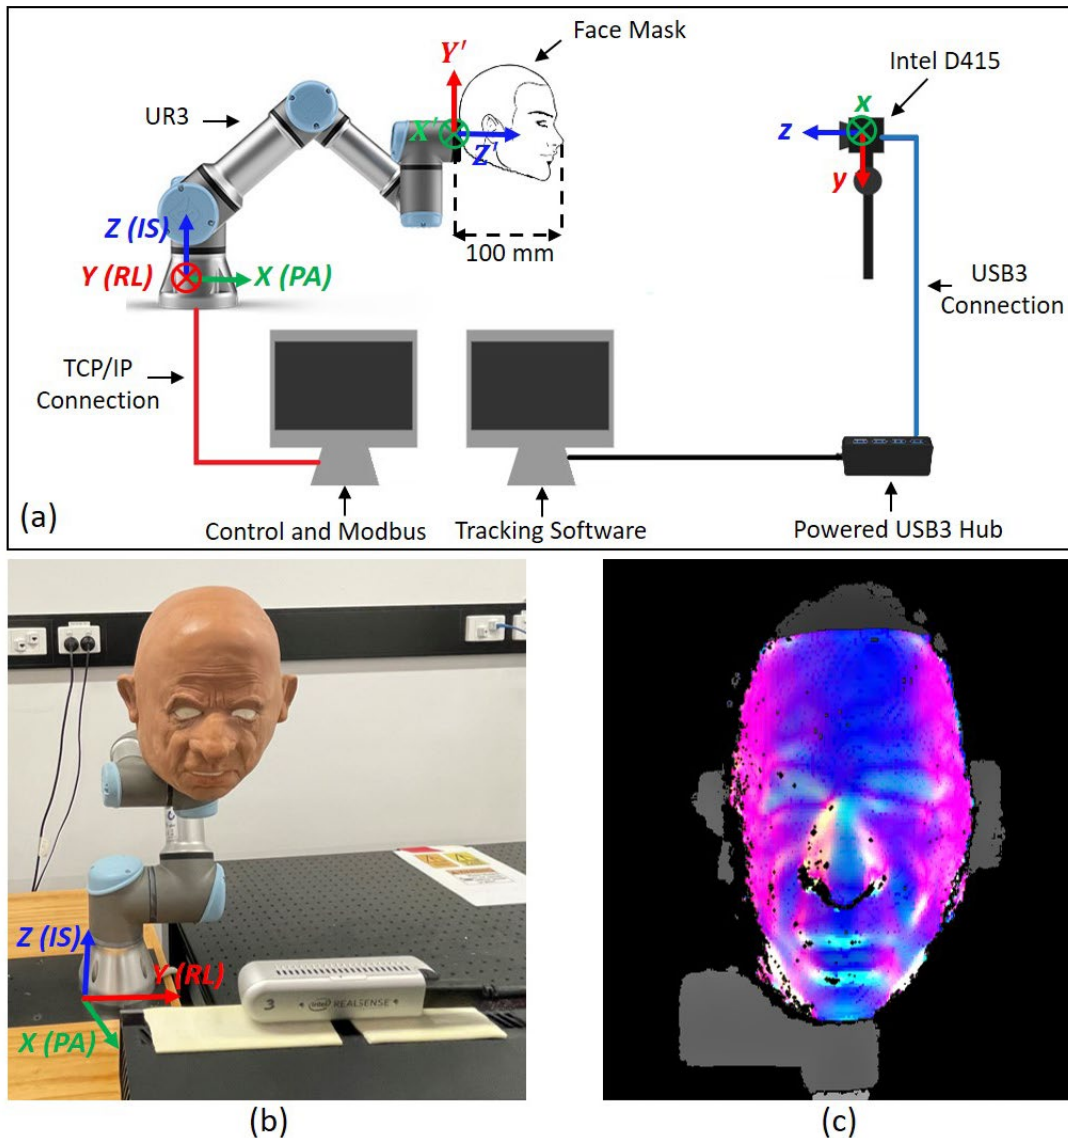 Face Mask
Y'
Intel D415
UR3
x
X'
Z'
z
y
Z (IS)
100 mm
Y (RL)
X (PA)
USB3
Connection
TCP/IP
Connection
(a)
Control and Modbus
Tracking Software
Powered USB3 Hub
Z (IS)
Y (RL)
3
intel REALSENSE
X (PA)
(b)
(c)